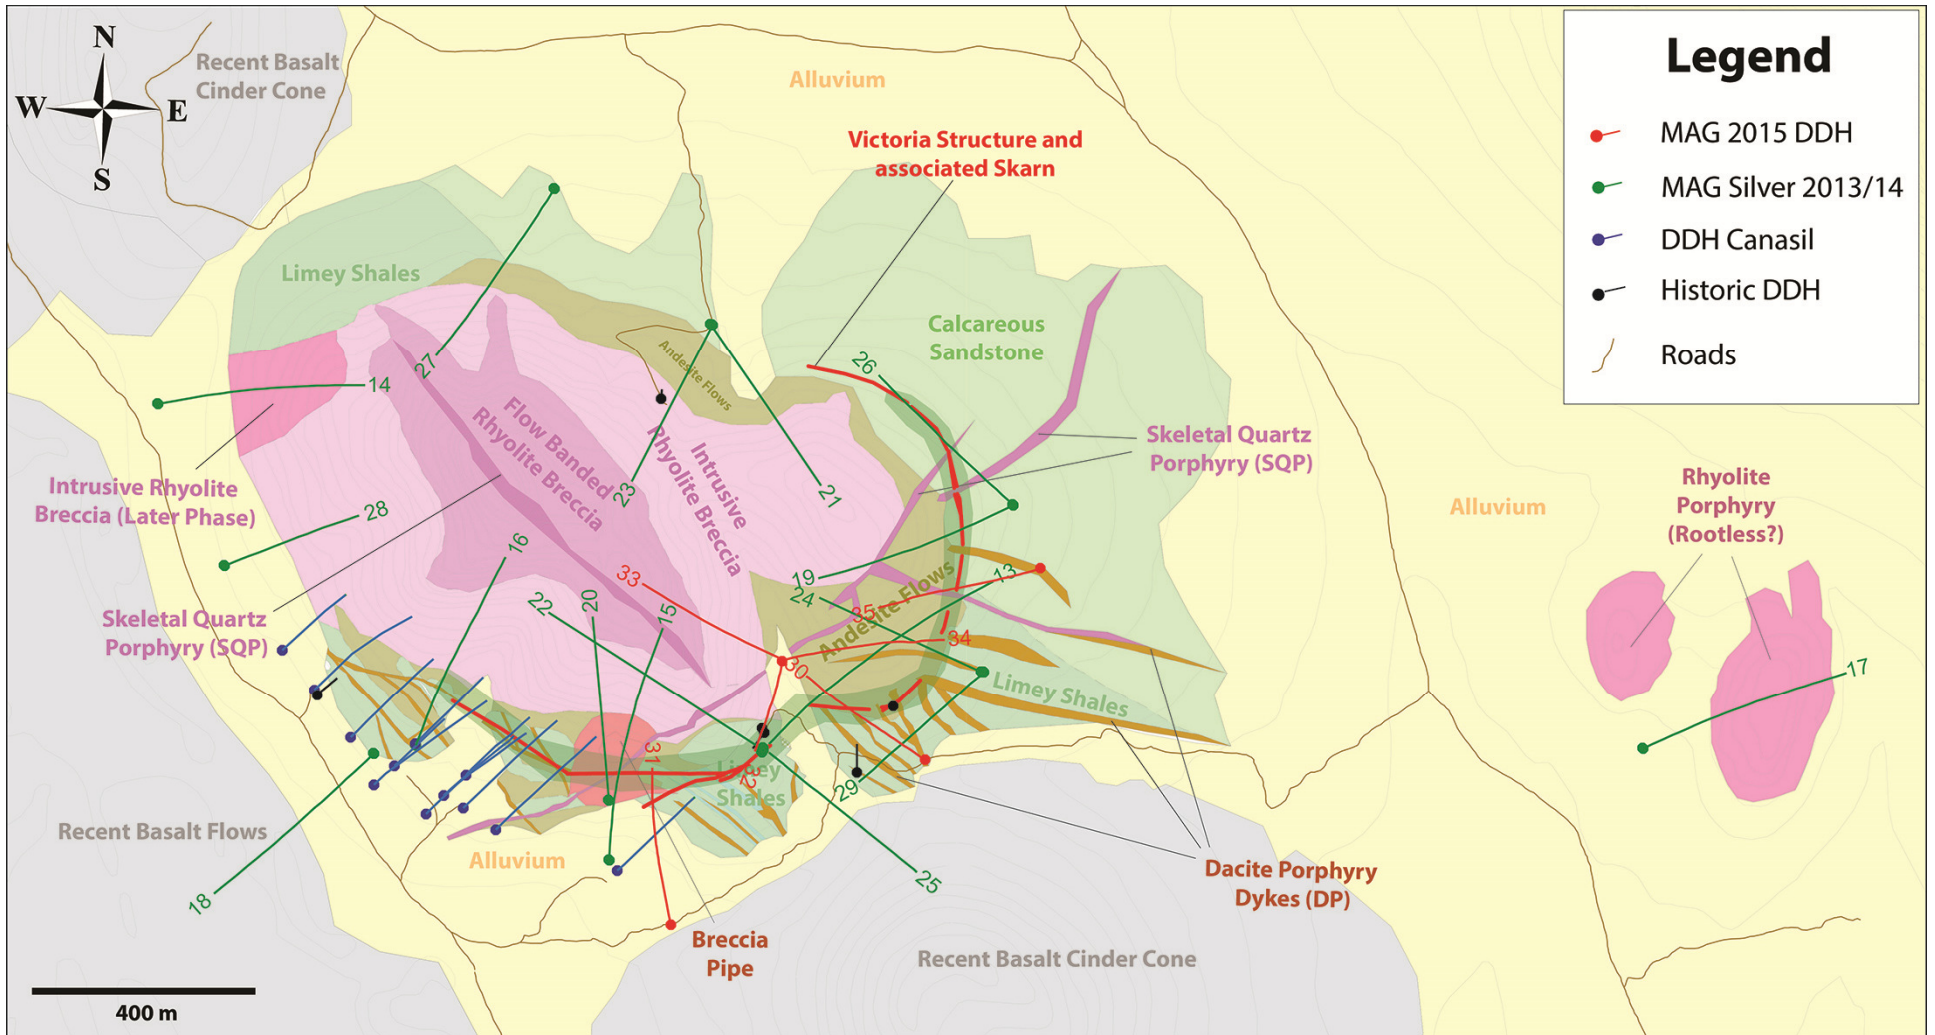 N
W
E
S
Recent Basalt
Cinder Cone
Alluvium
Victoria Structure and
associated Skarn
Legend
MAG 2015 DDH
MAG Silver 2013/14
DDH Canasil
Historic DDH
Roads
Limey Shales
Calcareous
Sandstone
Andesite Flows
26
27
14
Flow Banded
Rhyolite Breccia
Intrusive
Rhyolite Breccia
23
21
Skeletal Quartz
Porphyry (SQP)
Intrusive Rhyolite
Breccia (Later Phase)
28
Rhyolite
Porphyry
(Rootless?)
Alluvium
16
33
19
24
13
22
20
15
35
Andesite Flows
34
Skeletal Quartz
Porphyry (SQP)
30
Limey Shales
17
31
32
Limey
Shales
29
Recent Basalt Flows
Alluvium
18
25
Dacite Porphyry
Dykes (DP)
Breccia
Pipe
Recent Basalt Cinder Cone
400 m